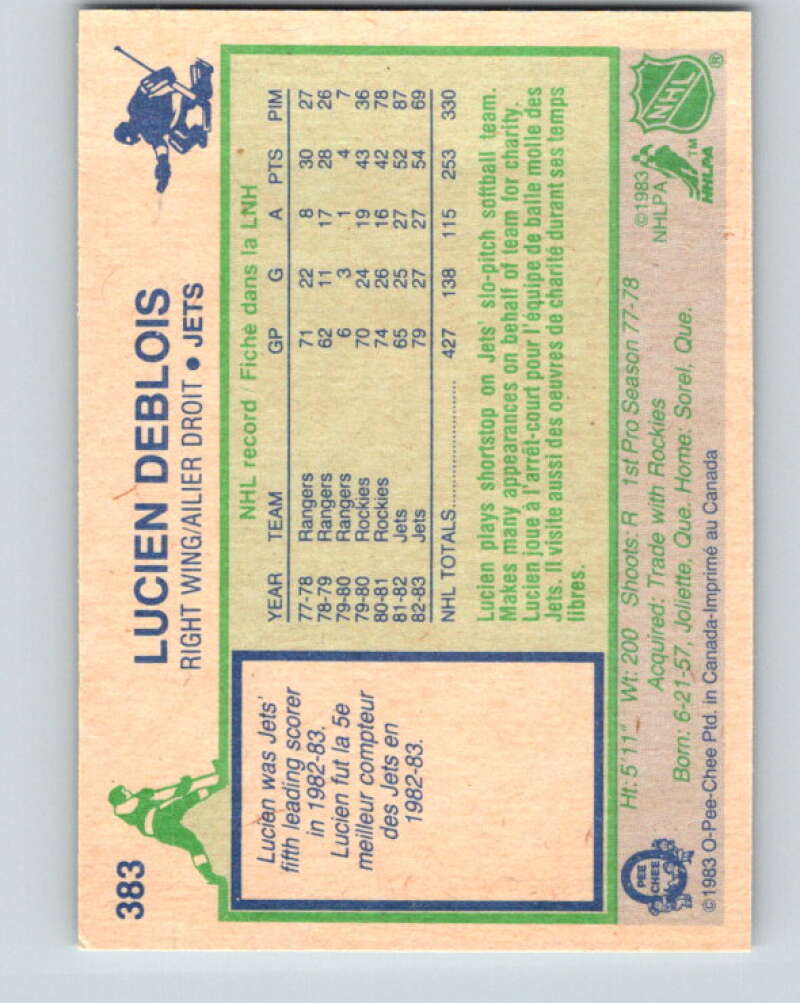 383
LUCIEN DEBLOIS
RIGHT WING/AILIER DROIT • JETS
Lucien was Jets'
fifth leading scorer
in 1982-83.
Lucien fut la 5e
meilleur compteur
des Jets en
1982-83.
NHL record / Fiche dans la LNH
YEAR TEAM GP G A PTS PIM
77-78 Rangers 71 22 8 30 27
78-79 Rangers 62 11 17 28 26
79-80 Rangers 6 3 1 4 7
79-80 Rockies 70 24 19 43 36
80-81 Rockies 74 26 16 42 78
81-82 Jets 65 25 27 52 87
82-83 Jets 79 27 27 54 69
NHL TOTALS.................... 427 138 115 253 330
Lucien plays shortstop on Jets' slo-pitch softball team.
Makes many appearances on behalf of team for charity.
Lucien joue à l'arrêt-court pour l'équipe de balle molle des
Jets. Il visite aussi des oeuvres de charité durant ses temps
libres.
Ht: 5'11" Wt: 200 Shoots: R 1st Pro Season 77-78
Acquired: Trade with Rockies
Born: 6-21-57, Joliette, Que. Home: Sorel, Que.
©1983 O-Pee-Chee Ptd. in Canada-Imprimé au Canada
O PEE CHEE
©1983
NHLPA
NHLPA TM
NHL ®